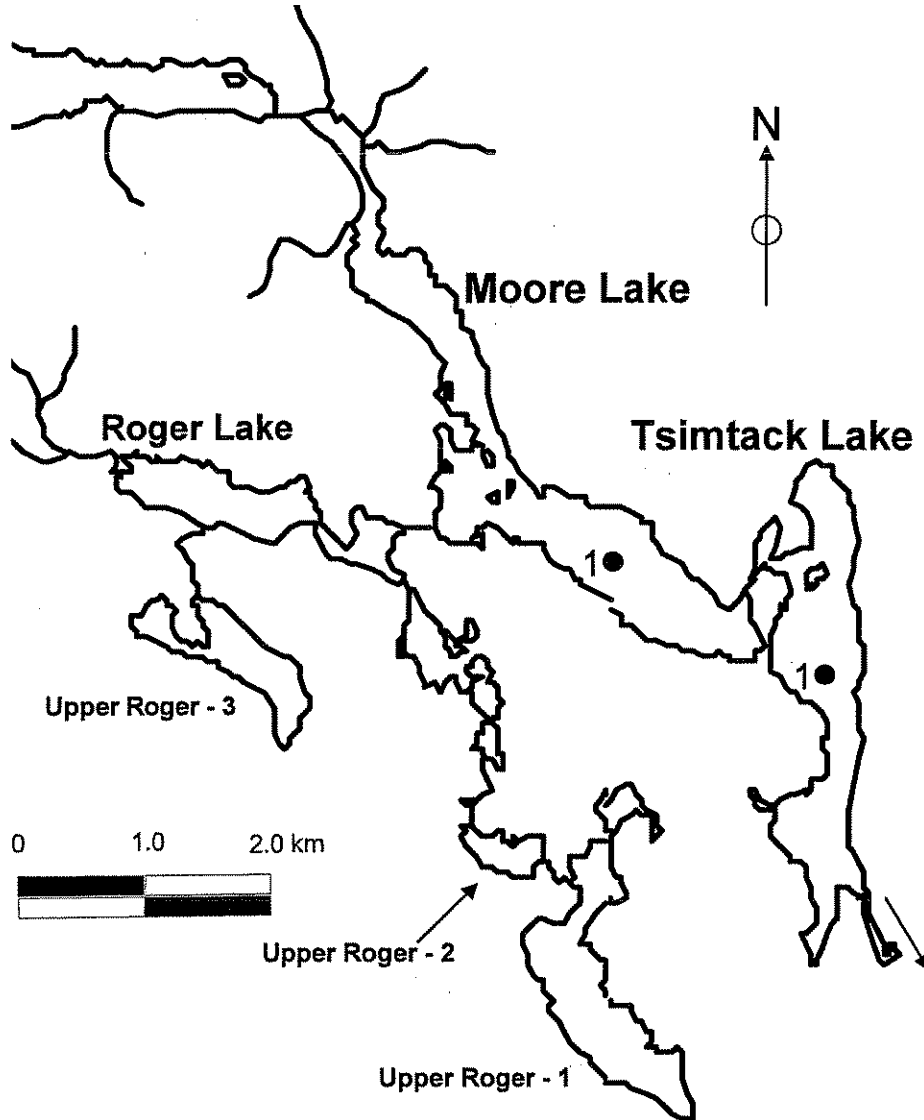 N
Moore Lake
Roger Lake
Tsimtack Lake
1
1
Upper Roger - 3
0 1.0 2.0 km
Upper Roger - 2
Upper Roger - 1